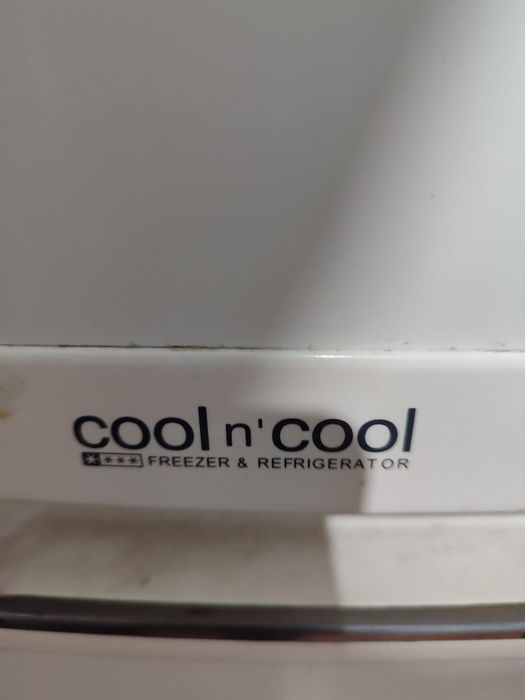 cool n' cool
**** FREEZER & REFRIGERATOR